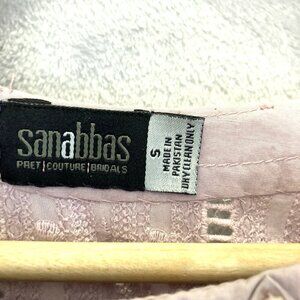 sanabbas
PRET | COUTURE | BRIDALS
S
MADE IN
PAKISTAN
DRY CLEAN ONLY